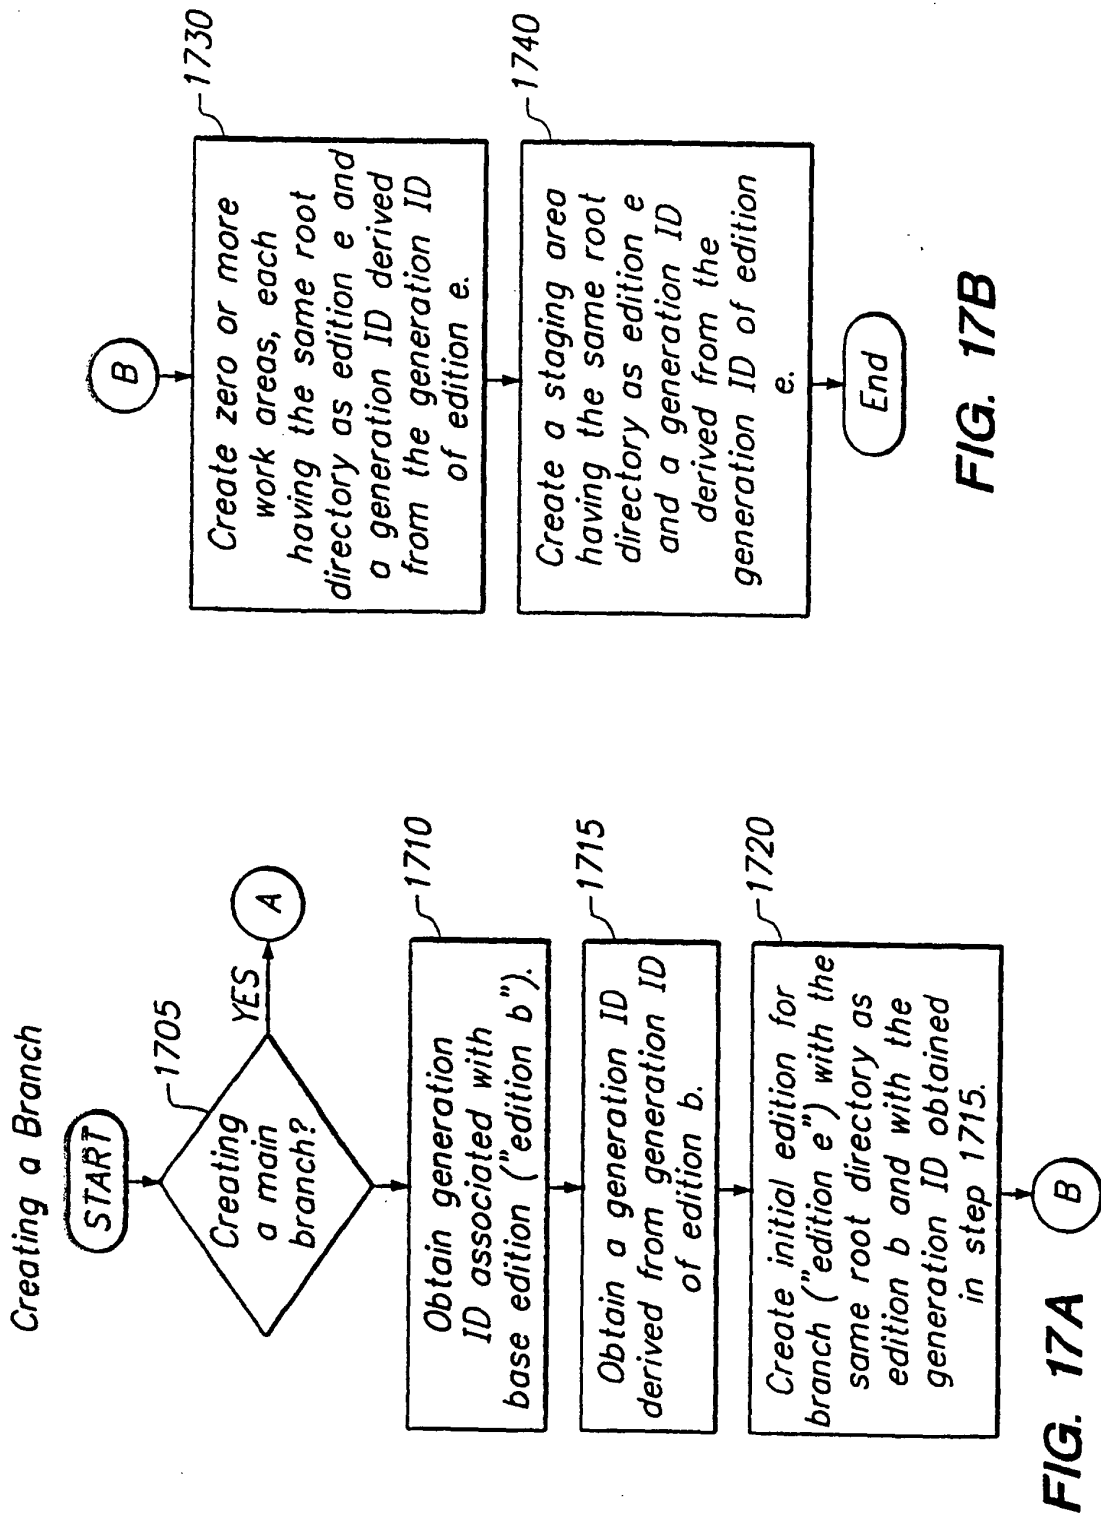 Creating a Branch
START
1705
Creating
a main
branch?
YES
A
1710
Obtain generation
ID associated with
base edition ("edition b").
1715
Obtain a generation ID
derived from generation ID
of edition b.
1720
Create initial edition for
branch ("edition e") with the
same root directory as
edition b and with the
generation ID obtained
in step 1715.
B
FIG. 17A
B
1730
Create zero or more
work areas, each
having the same root
directory as edition e and
a generation ID derived
from the generation ID
of edition e.
1740
Create a staging area
having the same root
directory as edition e
and a generation ID
derived from the
generation ID of edition
e.
End
FIG. 17B